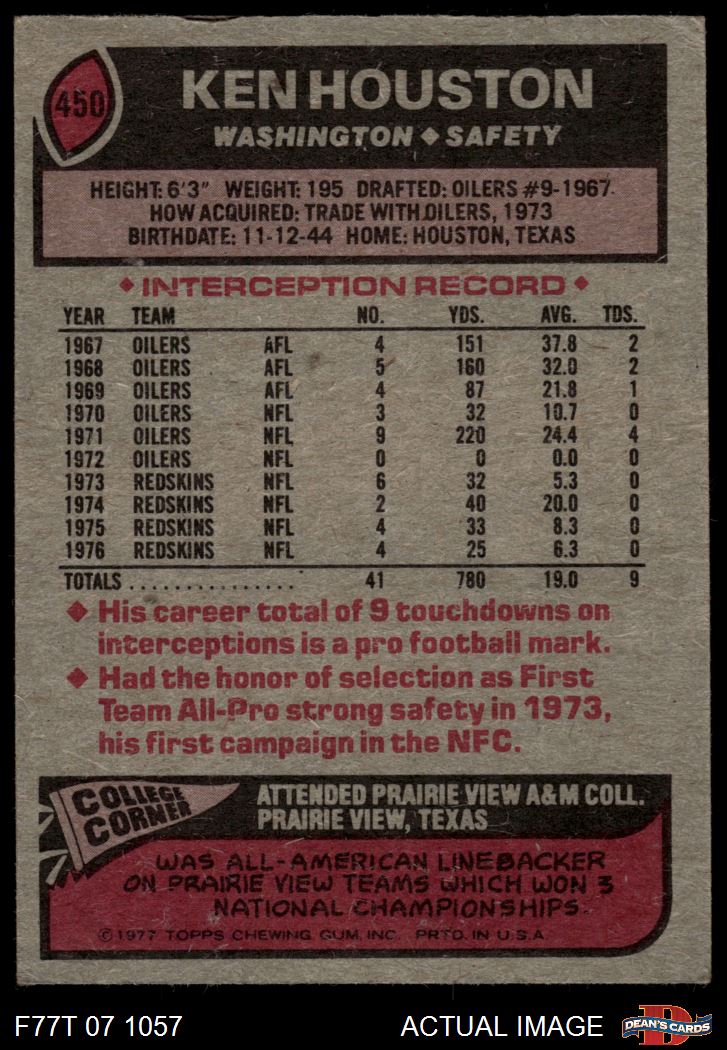 450
KEN HOUSTON
WASHINGTON ◆ SAFETY
HEIGHT: 6'3" WEIGHT: 195 DRAFTED: OILERS #9-1967.
HOW ACQUIRED: TRADE WITH OILERS, 1973
BIRTHDATE: 11-12-44 HOME: HOUSTON, TEXAS
◆ INTERCEPTION RECORD ◆
YEAR TEAM NO. YDS. AVG. TDS.
1967 OILERS AFL 4 151 37.8 2
1968 OILERS AFL 5 160 32.0 2
1969 OILERS AFL 4 87 21.8 1
1970 OILERS NFL 3 32 10.7 0
1971 OILERS NFL 9 220 24.4 4
1972 OILERS NFL 0 0 0.0 0
1973 REDSKINS NFL 6 32 5.3 0
1974 REDSKINS NFL 2 40 20.0 0
1975 REDSKINS NFL 4 33 8.3 0
1976 REDSKINS NFL 4 25 6.3 0
TOTALS ................ 41 780 19.0 9
◆ His career total of 9 touchdowns on
interceptions is a pro football mark.
◆ Had the honor of selection as First
Team All-Pro strong safety in 1973,
his first campaign in the NFC.
COLLEGE
CORNER
ATTENDED PRAIRIE VIEW A&M COLL.
PRAIRIE VIEW, TEXAS
WAS ALL-AMERICAN LINEBACKER
ON PRAIRIE VIEW TEAMS WHICH WON 3
NATIONAL CHAMPIONSHIPS.
© 1977 TOPPS CHEWING GUM, INC. PRTD. IN U.S.A.
F77T 07 1057
ACTUAL IMAGE
D
DEAN'S CARDS